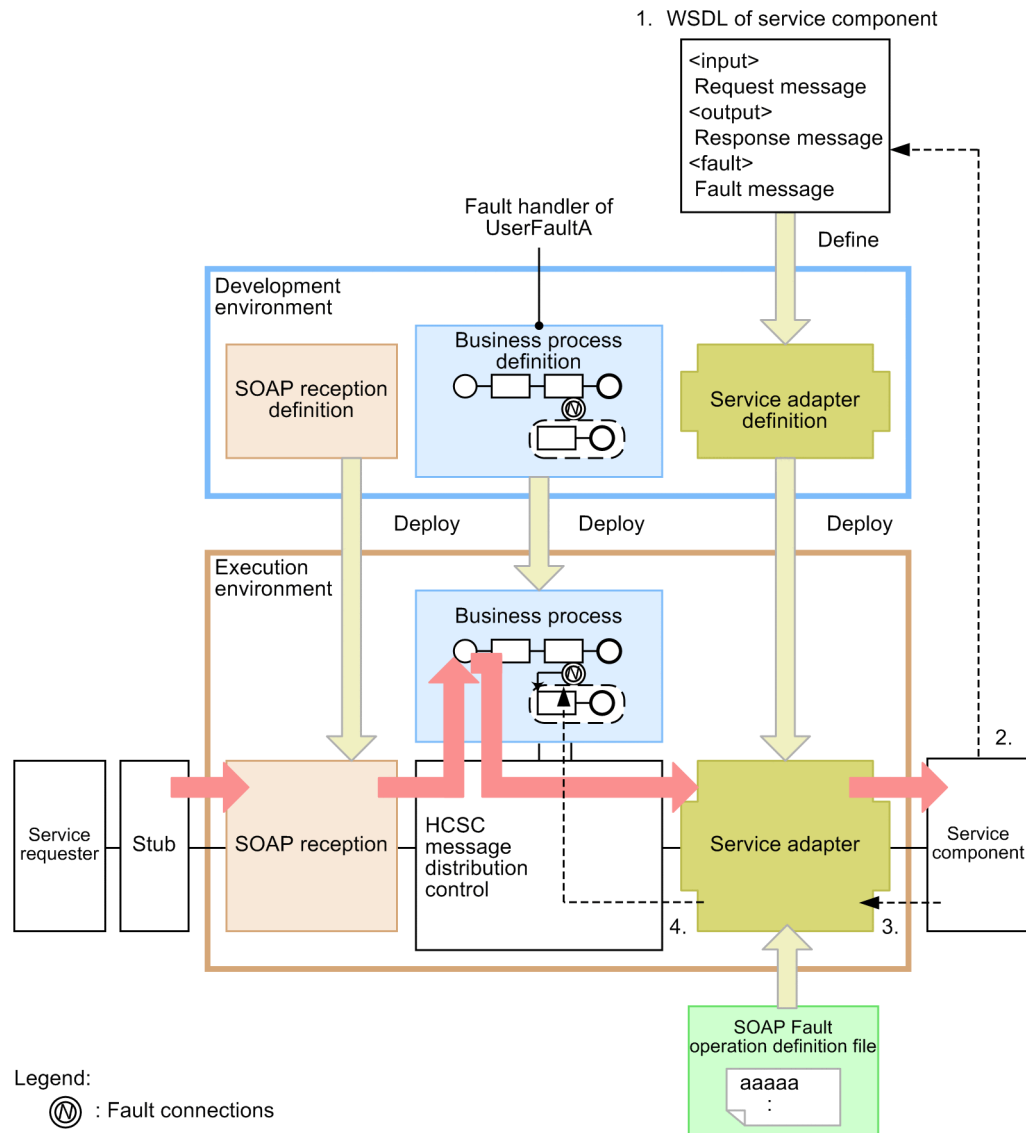 1. WSDL of service component
<input>
Request message
<output>
Response message
<fault>
Fault message
Fault handler of
UserFaultA
Define
Development
environment
SOAP reception
definition
Business process
definition
Service adapter
definition
Deploy
Deploy
Deploy
Execution
environment
Business process
2.
Service
requester
Stub
SOAP reception
HCSC
message
distribution
control
Service adapter
Service
component
4.
3.
SOAP Fault
operation definition file
aaaaa
:
Legend:
N : Fault connections